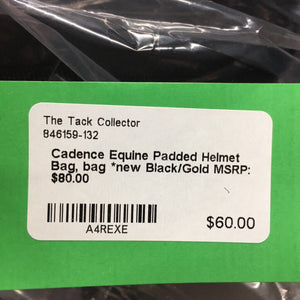 The Tack Collector
846159-132
Cadence Equine Padded Helmet
Bag, bag *new Black/Gold MSRP:
$80.00
A4REXE
$60.00